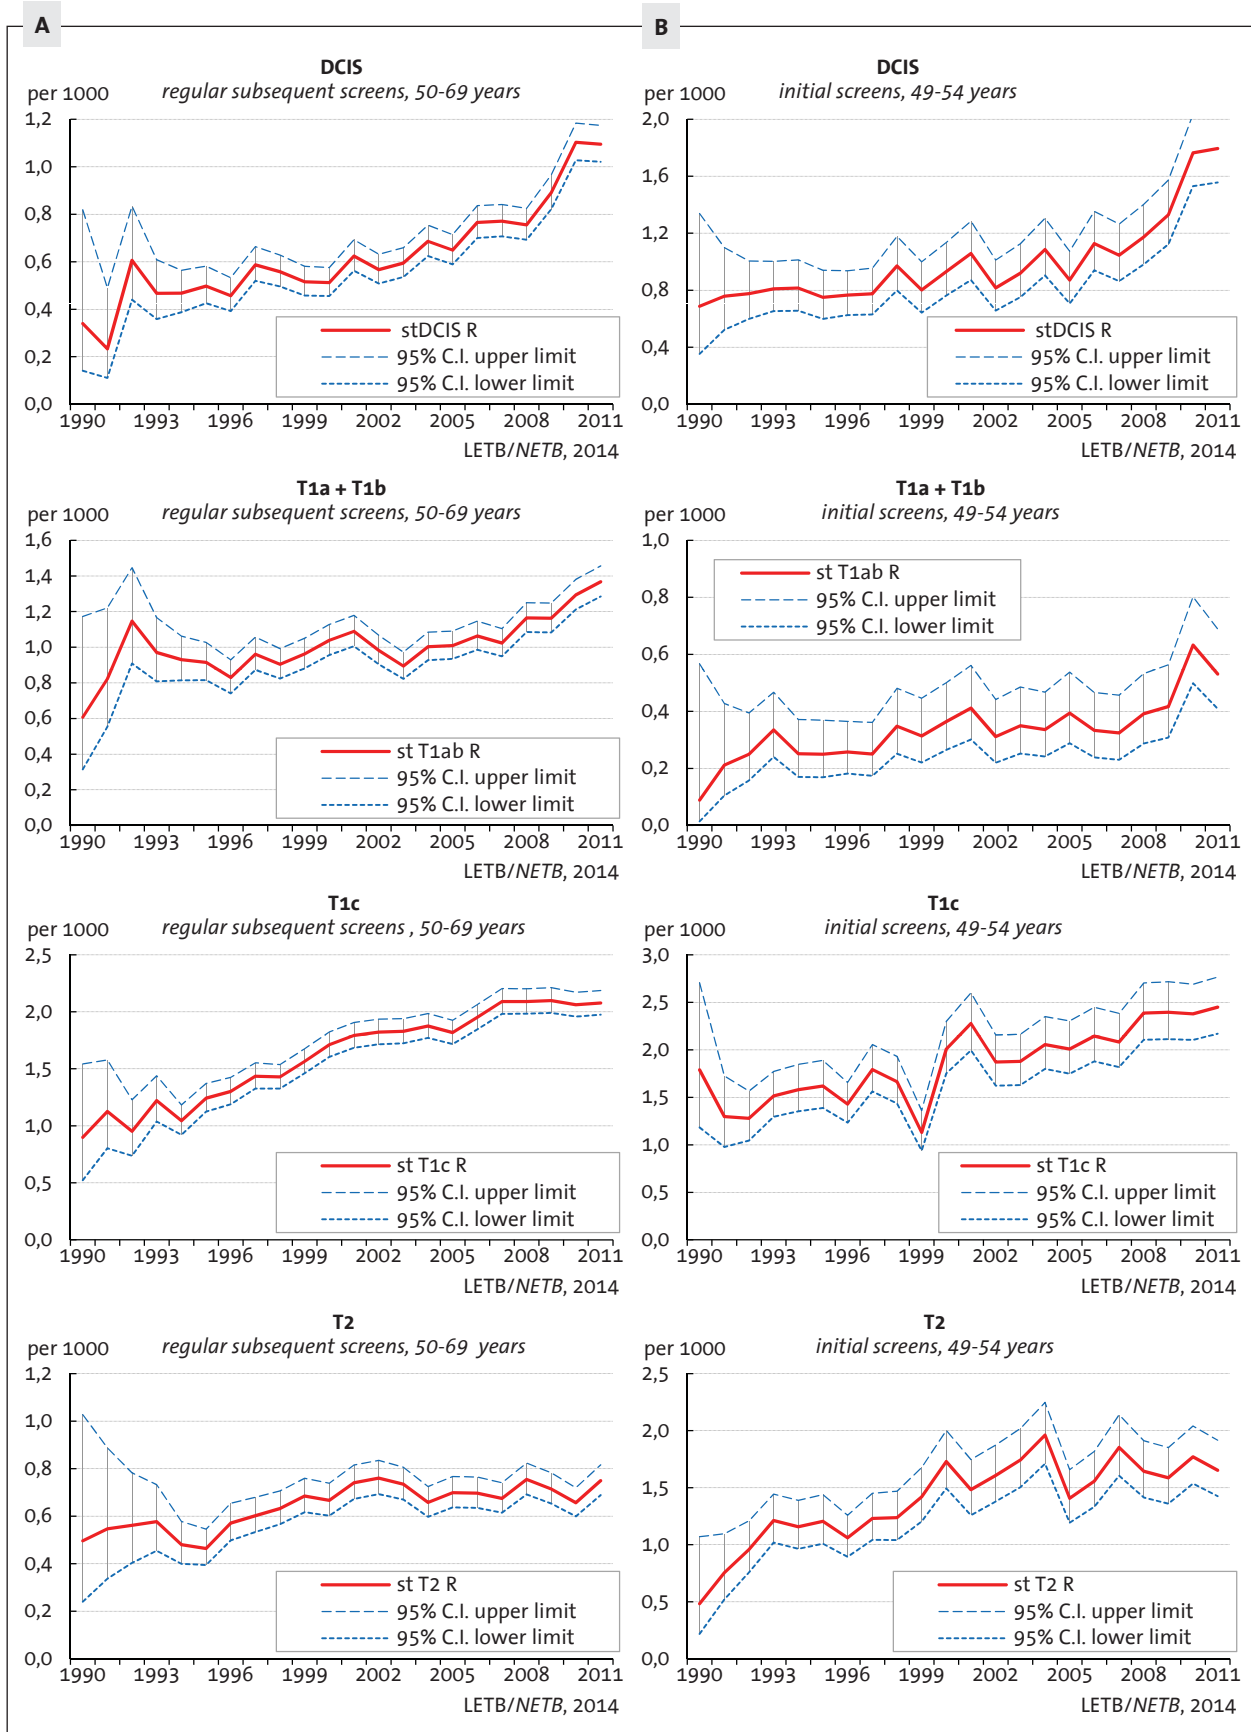 A
DCIS
regular subsequent screens, 50-69 years
per 1000
1,2
1,0
0,8
0,6
0,4
0,2
0,0
stDCIS R
95% C.I. upper limit
95% C.I. lower limit
1990 1993 1996 1999 2002 2005 2008 2011
LETB/NETB, 2014
T1a + T1b
regular subsequent screens, 50-69 years
per 1000
1,6
1,4
1,2
1,0
0,8
0,6
0,4
0,2
0,0
st T1ab R
95% C.I. upper limit
95% C.I. lower limit
1990 1993 1996 1999 2002 2005 2008 2011
LETB/NETB, 2014
T1c
regular subsequent screens , 50-69 years
per 1000
2,5
2,0
1,5
1,0
0,5
0,0
st T1c R
95% C.I. upper limit
95% C.I. lower limit
1990 1993 1996 1999 2002 2005 2008 2011
LETB/NETB, 2014
T2
regular subsequent screens, 50-69 years
per 1000
1,2
1,0
0,8
0,6
0,4
0,2
0,0
st T2 R
95% C.I. upper limit
95% C.I. lower limit
1990 1993 1996 1999 2002 2005 2008 2011
LETB/NETB, 2014
B
DCIS
initial screens, 49-54 years
per 1000
2,0
1,6
1,2
0,8
0,4
0,0
stDCIS R
95% C.I. upper limit
95% C.I. lower limit
1990 1993 1996 1999 2002 2005 2008 2011
LETB/NETB, 2014
T1a + T1b
initial screens, 49-54 years
per 1000
1,0
0,8
0,6
0,4
0,2
0,0
st T1ab R
95% C.I. upper limit
95% C.I. lower limit
1990 1993 1996 1999 2002 2005 2008 2011
LETB/NETB, 2014
T1c
initial screens, 49-54 years
per 1000
3,0
2,5
2,0
1,5
1,0
0,5
0,0
st T1c R
95% C.I. upper limit
95% C.I. lower limit
1990 1993 1996 1999 2002 2005 2008 2011
LETB/NETB, 2014
T2
initial screens, 49-54 years
per 1000
2,5
2,0
1,5
1,0
0,5
0,0
st T2 R
95% C.I. upper limit
95% C.I. lower limit
1990 1993 1996 1999 2002 2005 2008 2011
LETB/NETB, 2014